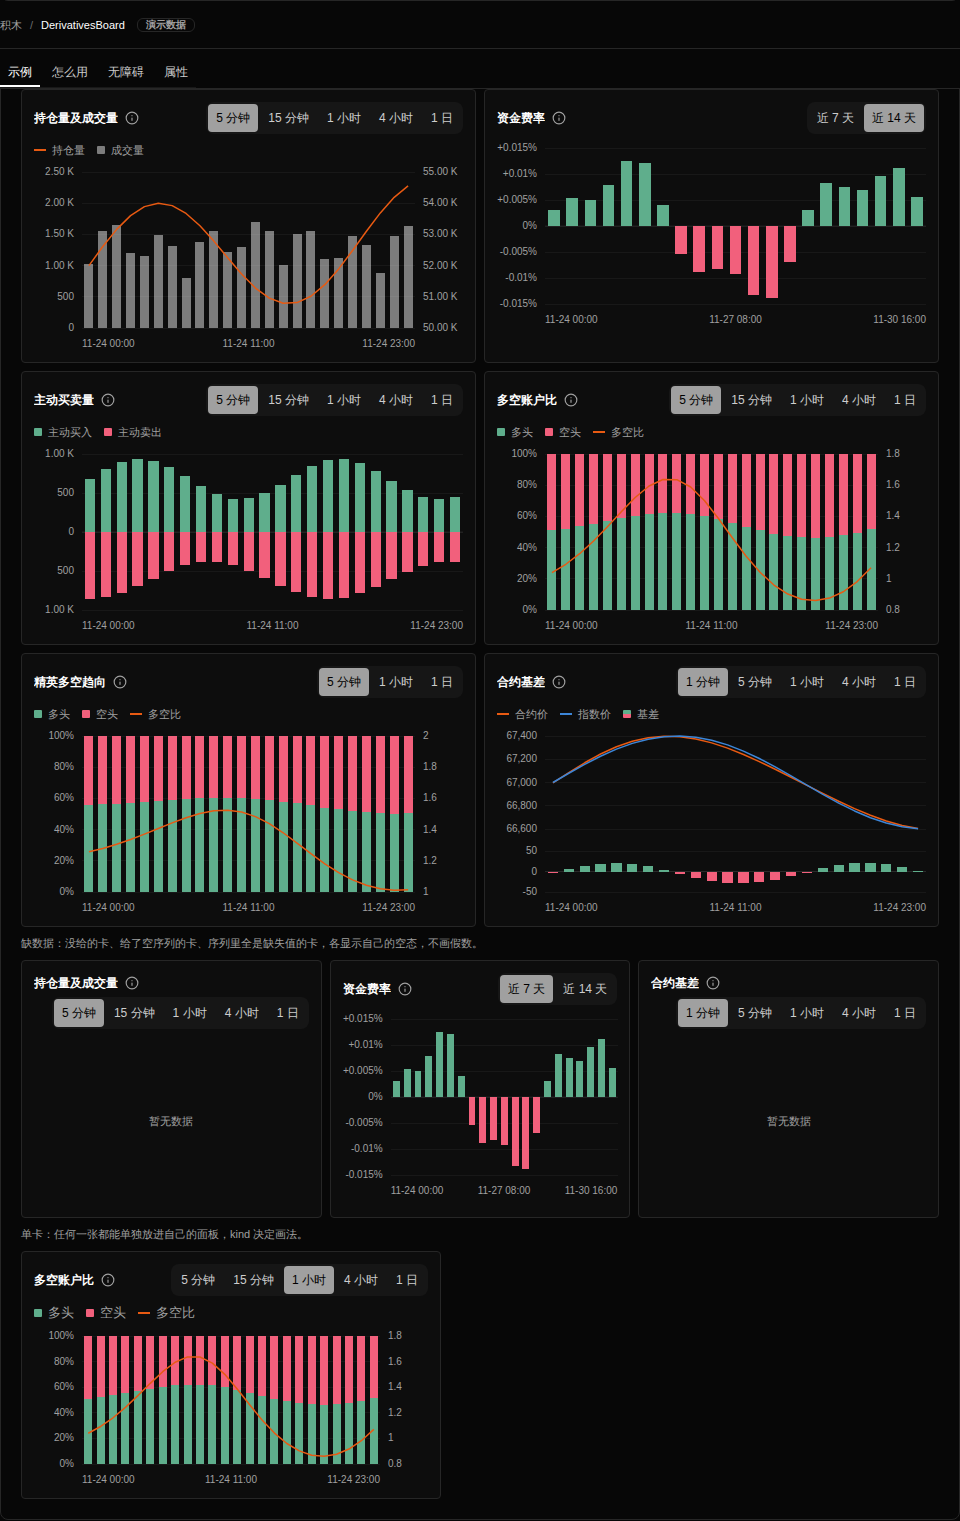 积木 / DerivativesBoard 演示数据
示例 怎么用 无障碍 属性
持仓量及成交量 5 分钟 15 分钟 1 小时 4 小时 1 日
持仓量 成交量
2.50 K 55.00 K
2.00 K 54.00 K
1.50 K 53.00 K
1.00 K 52.00 K
500 51.00 K
0 50.00 K
11-24 00:00 11-24 11:00 11-24 23:00
资金费率 近 7 天 近 14 天
+0.015%
+0.01%
+0.005%
0%
-0.005%
-0.01%
-0.015%
11-24 00:00 11-27 08:00 11-30 16:00
主动买卖量 5 分钟 15 分钟 1 小时 4 小时 1 日
主动买入 主动卖出
1.00 K
500
0
500
1.00 K
11-24 00:00 11-24 11:00 11-24 23:00
多空账户比 5 分钟 15 分钟 1 小时 4 小时 1 日
多头 空头 多空比
100% 1.8
80% 1.6
60% 1.4
40% 1.2
20% 1
0% 0.8
11-24 00:00 11-24 11:00 11-24 23:00
精英多空趋向 5 分钟 1 小时 1 日
多头 空头 多空比
100% 2
80% 1.8
60% 1.6
40% 1.4
20% 1.2
0% 1
11-24 00:00 11-24 11:00 11-24 23:00
合约基差 1 分钟 5 分钟 1 小时 4 小时 1 日
合约价 指数价 基差
67,400
67,200
67,000
66,800
66,600
50
0
-50
11-24 00:00 11-24 11:00 11-24 23:00
缺数据：没给的卡、给了空序列的卡、序列里全是缺失值的卡，各显示自己的空态，不画假数。
持仓量及成交量
5 分钟 15 分钟 1 小时 4 小时 1 日
暂无数据
资金费率 近 7 天 近 14 天
+0.015%
+0.01%
+0.005%
0%
-0.005%
-0.01%
-0.015%
11-24 00:00 11-27 08:00 11-30 16:00
合约基差
1 分钟 5 分钟 1 小时 4 小时 1 日
暂无数据
单卡：任何一张都能单独放进自己的面板，kind 决定画法。
多空账户比 5 分钟 15 分钟 1 小时 4 小时 1 日
多头 空头 多空比
100% 1.8
80% 1.6
60% 1.4
40% 1.2
20% 1
0% 0.8
11-24 00:00 11-24 11:00 11-24 23:00